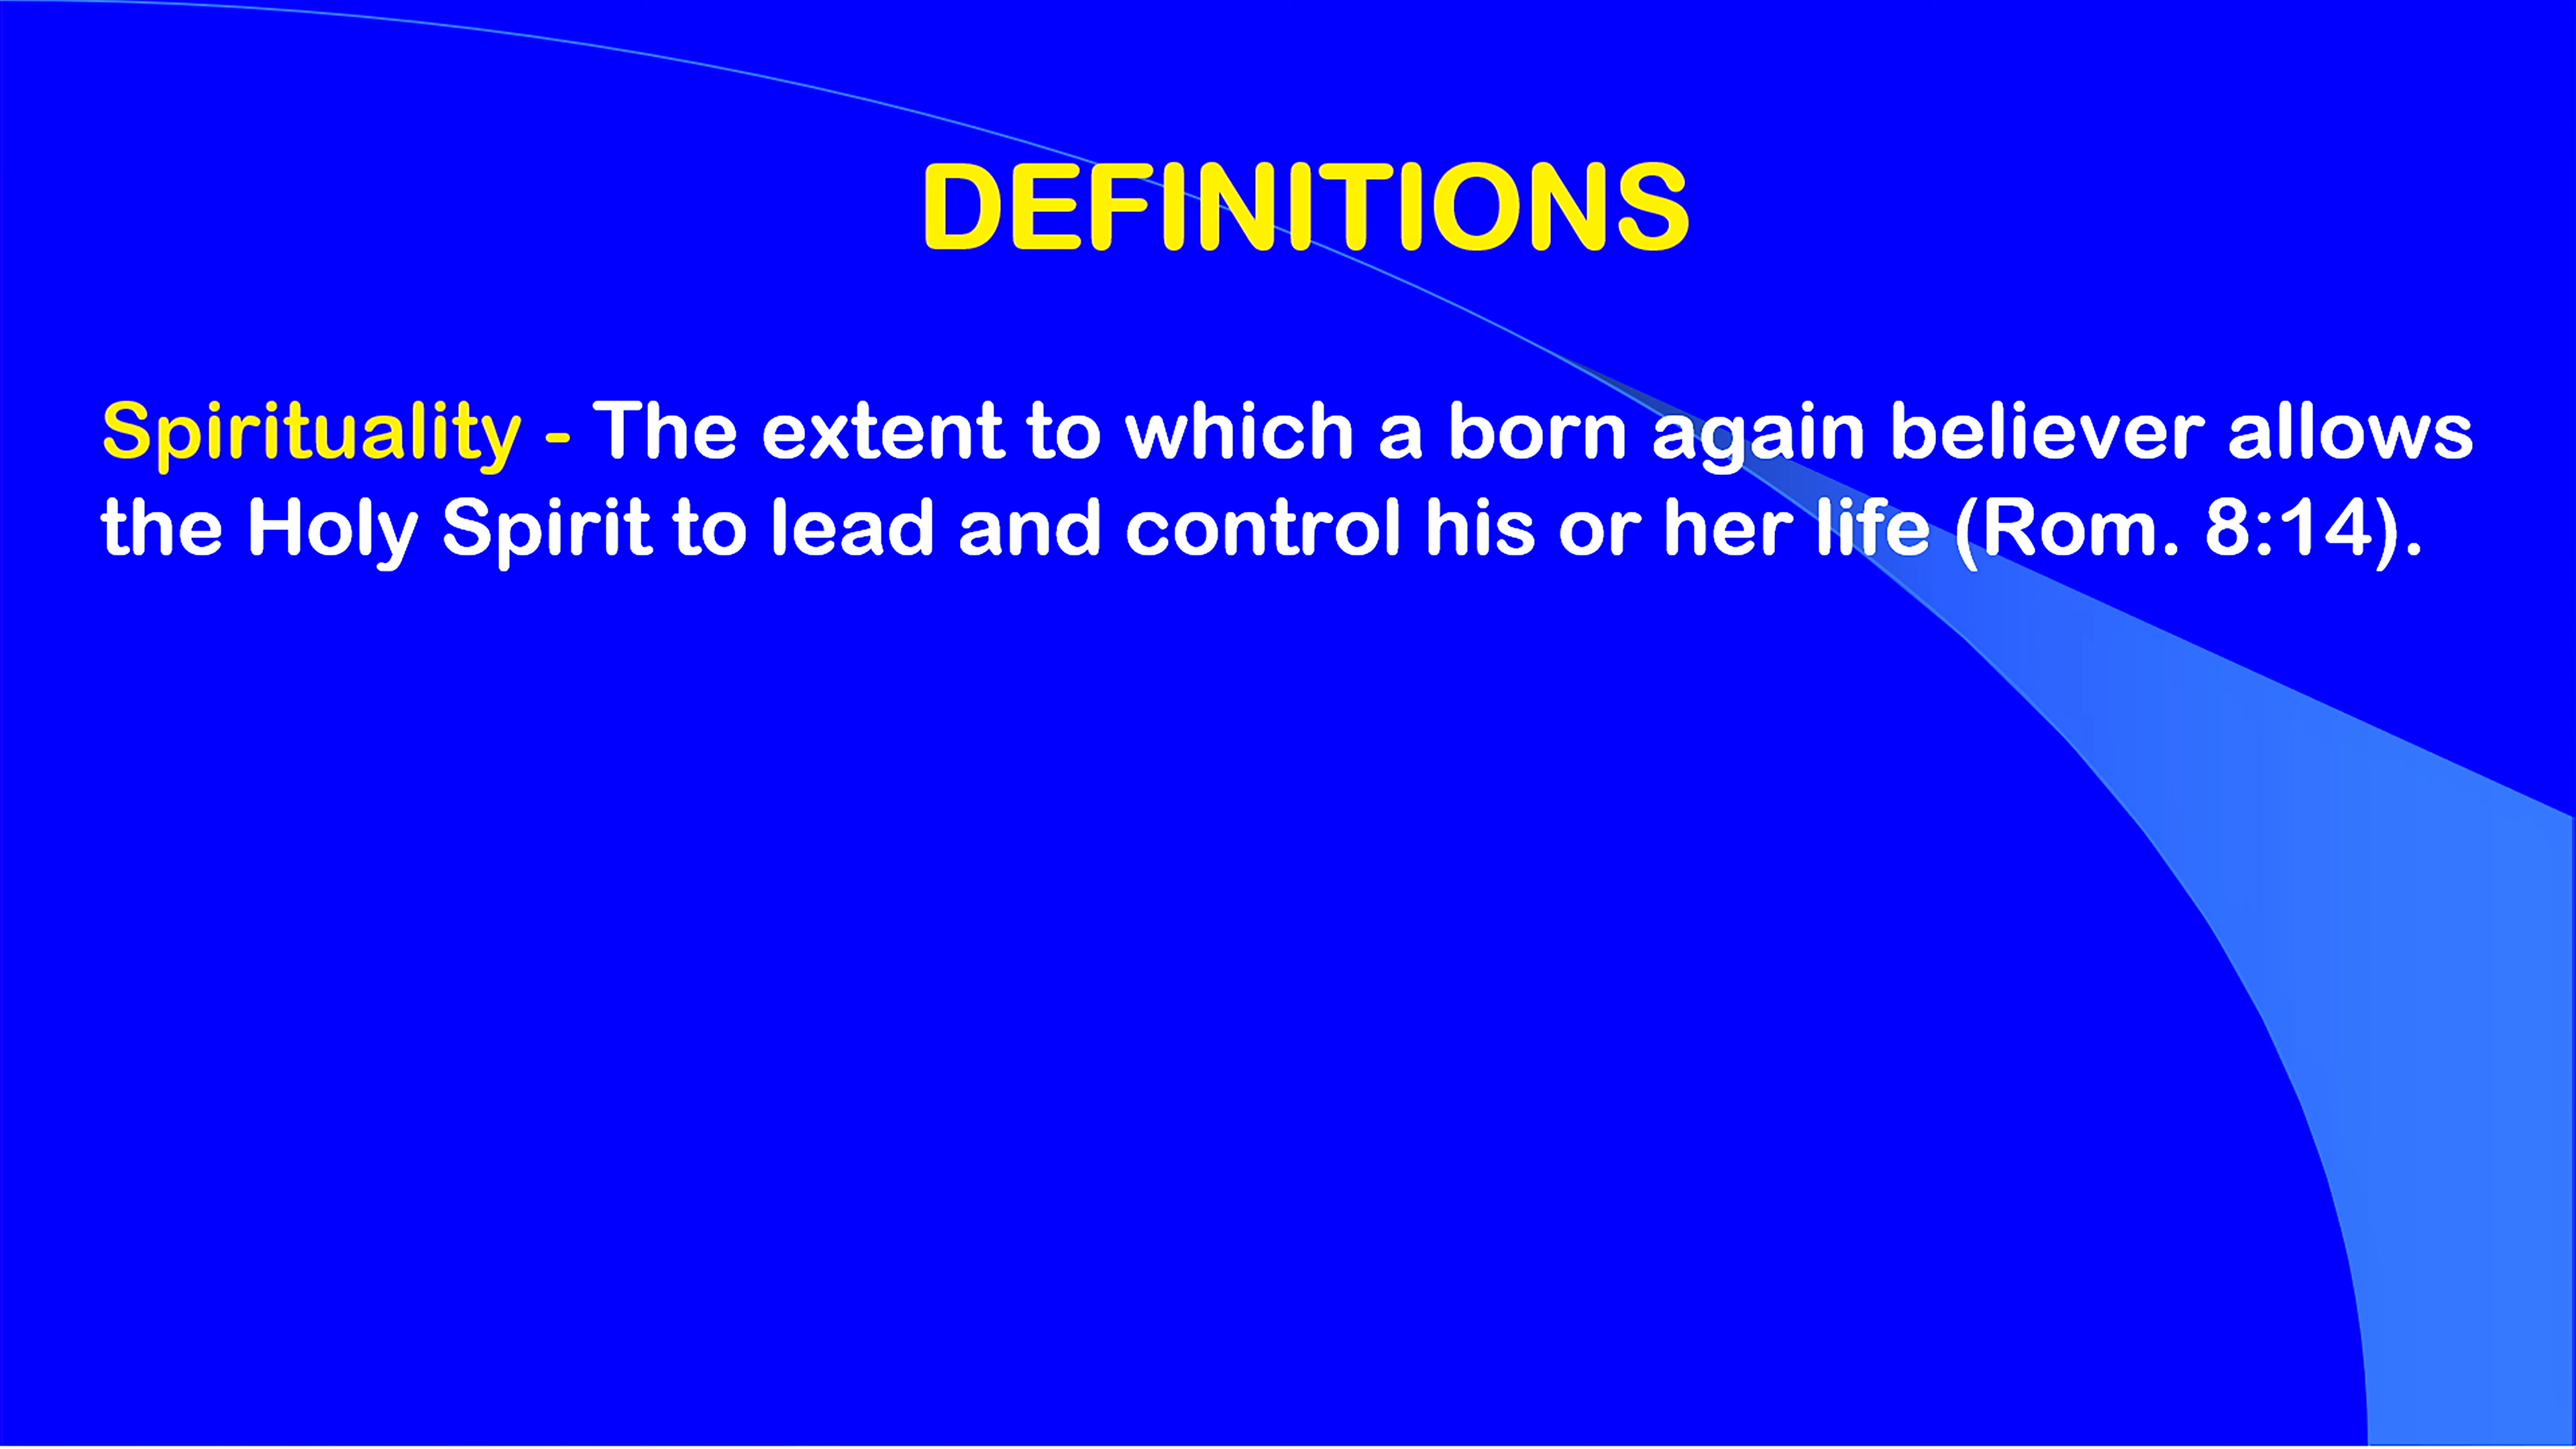 DEFINITIONS
Spirituality - The extent to which a born again believer allows
the Holy Spirit to lead and control his or her life (Rom. 8:14).